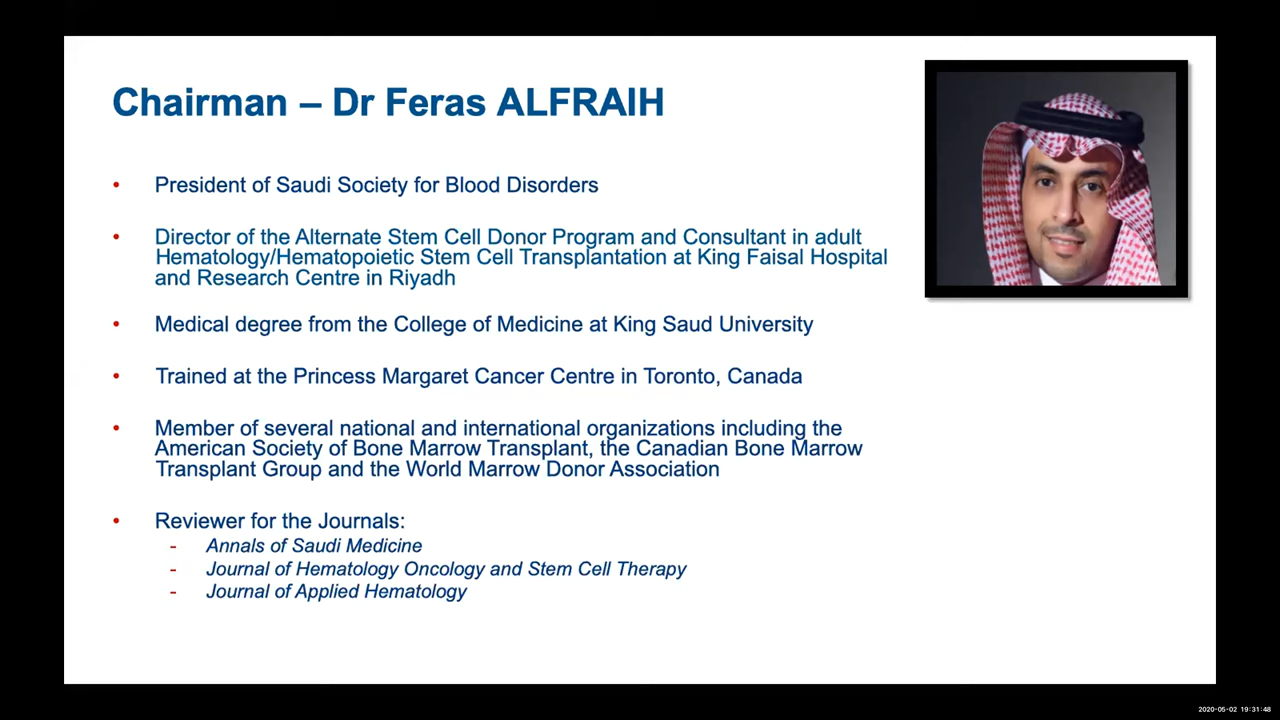 Chairman – Dr Feras ALFRAIH
• President of Saudi Society for Blood Disorders
• Director of the Alternate Stem Cell Donor Program and Consultant in adult
Hematology/Hematopoietic Stem Cell Transplantation at King Faisal Hospital
and Research Centre in Riyadh
• Medical degree from the College of Medicine at King Saud University
• Trained at the Princess Margaret Cancer Centre in Toronto, Canada
• Member of several national and international organizations including the
American Society of Bone Marrow Transplant, the Canadian Bone Marrow
Transplant Group and the World Marrow Donor Association
• Reviewer for the Journals:
- Annals of Saudi Medicine
- Journal of Hematology Oncology and Stem Cell Therapy
- Journal of Applied Hematology
2020-05-02 19:31:48